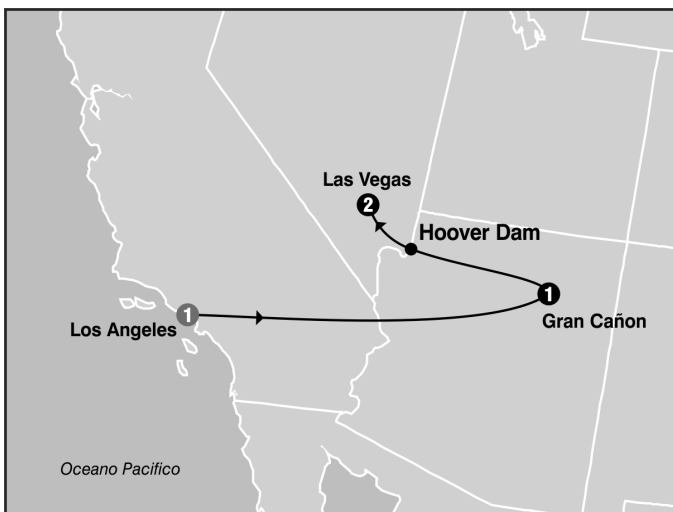 Las Vegas
2
Hoover Dam
1
Gran Cañon
1
Los Angeles
Oceano Pacifico